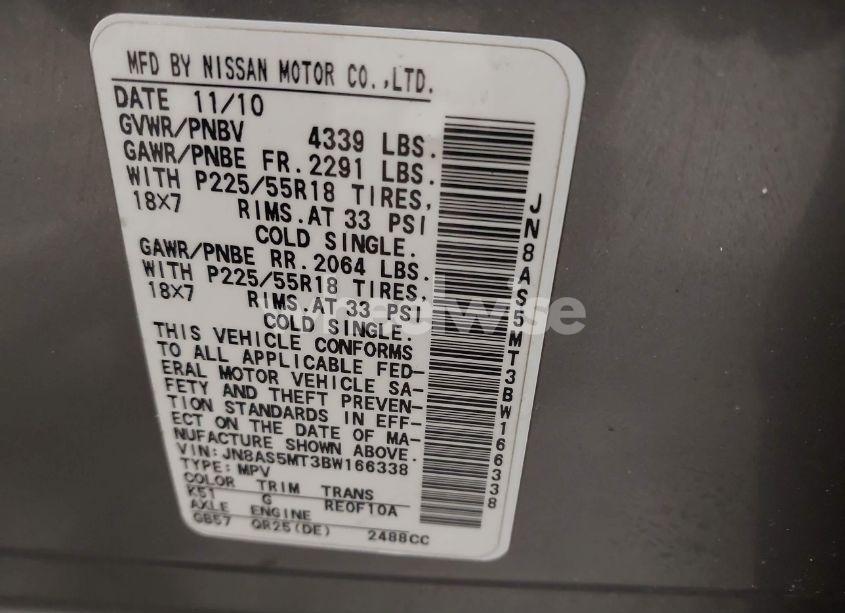 MFD BY NISSAN MOTOR CO.,LTD.
DATE 11/10
GVWR/PNBV 4339 LBS.
GAWR/PNBE FR.2291 LBS.
WITH P225/55R18 TIRES,
18X7 RIMS.AT 33 PSI
COLD SINGLE.
GAWR/PNBE RR.2064 LBS.
WITH P225/55R18 TIRES,
18X7 RIMS.AT 33 PSI
COLD SINGLE.
THIS VEHICLE CONFORMS
TO ALL APPLICABLE FED-
ERAL MOTOR VEHICLE SA-
FETY AND THEFT PREVEN-
TION STANDARDS IN EFF-
ECT ON THE DATE OF MA-
NUFACTURE SHOWN ABOVE.
VIN: JN8AS5MT3BW166338
TYPE: MPV
COLOR TRIM TRANS
K51 G RE0F10A
AXLE ENGINE
GB57 QR25(DE) 2488CC
JN8AS5MT3BW166338